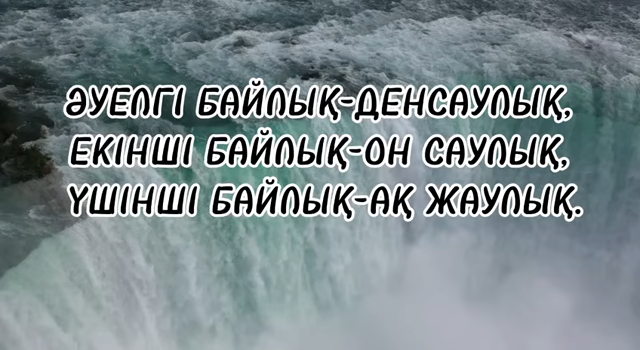 ӘУЕЛГІ БАЙЛЫҚ-ДЕНСАУЛЫҚ,
ЕКІНШІ БАЙЛЫҚ-ОН САУЛЫҚ,
ҮШІНШІ БАЙЛЫҚ-АҚ ЖАУЛЫҚ.